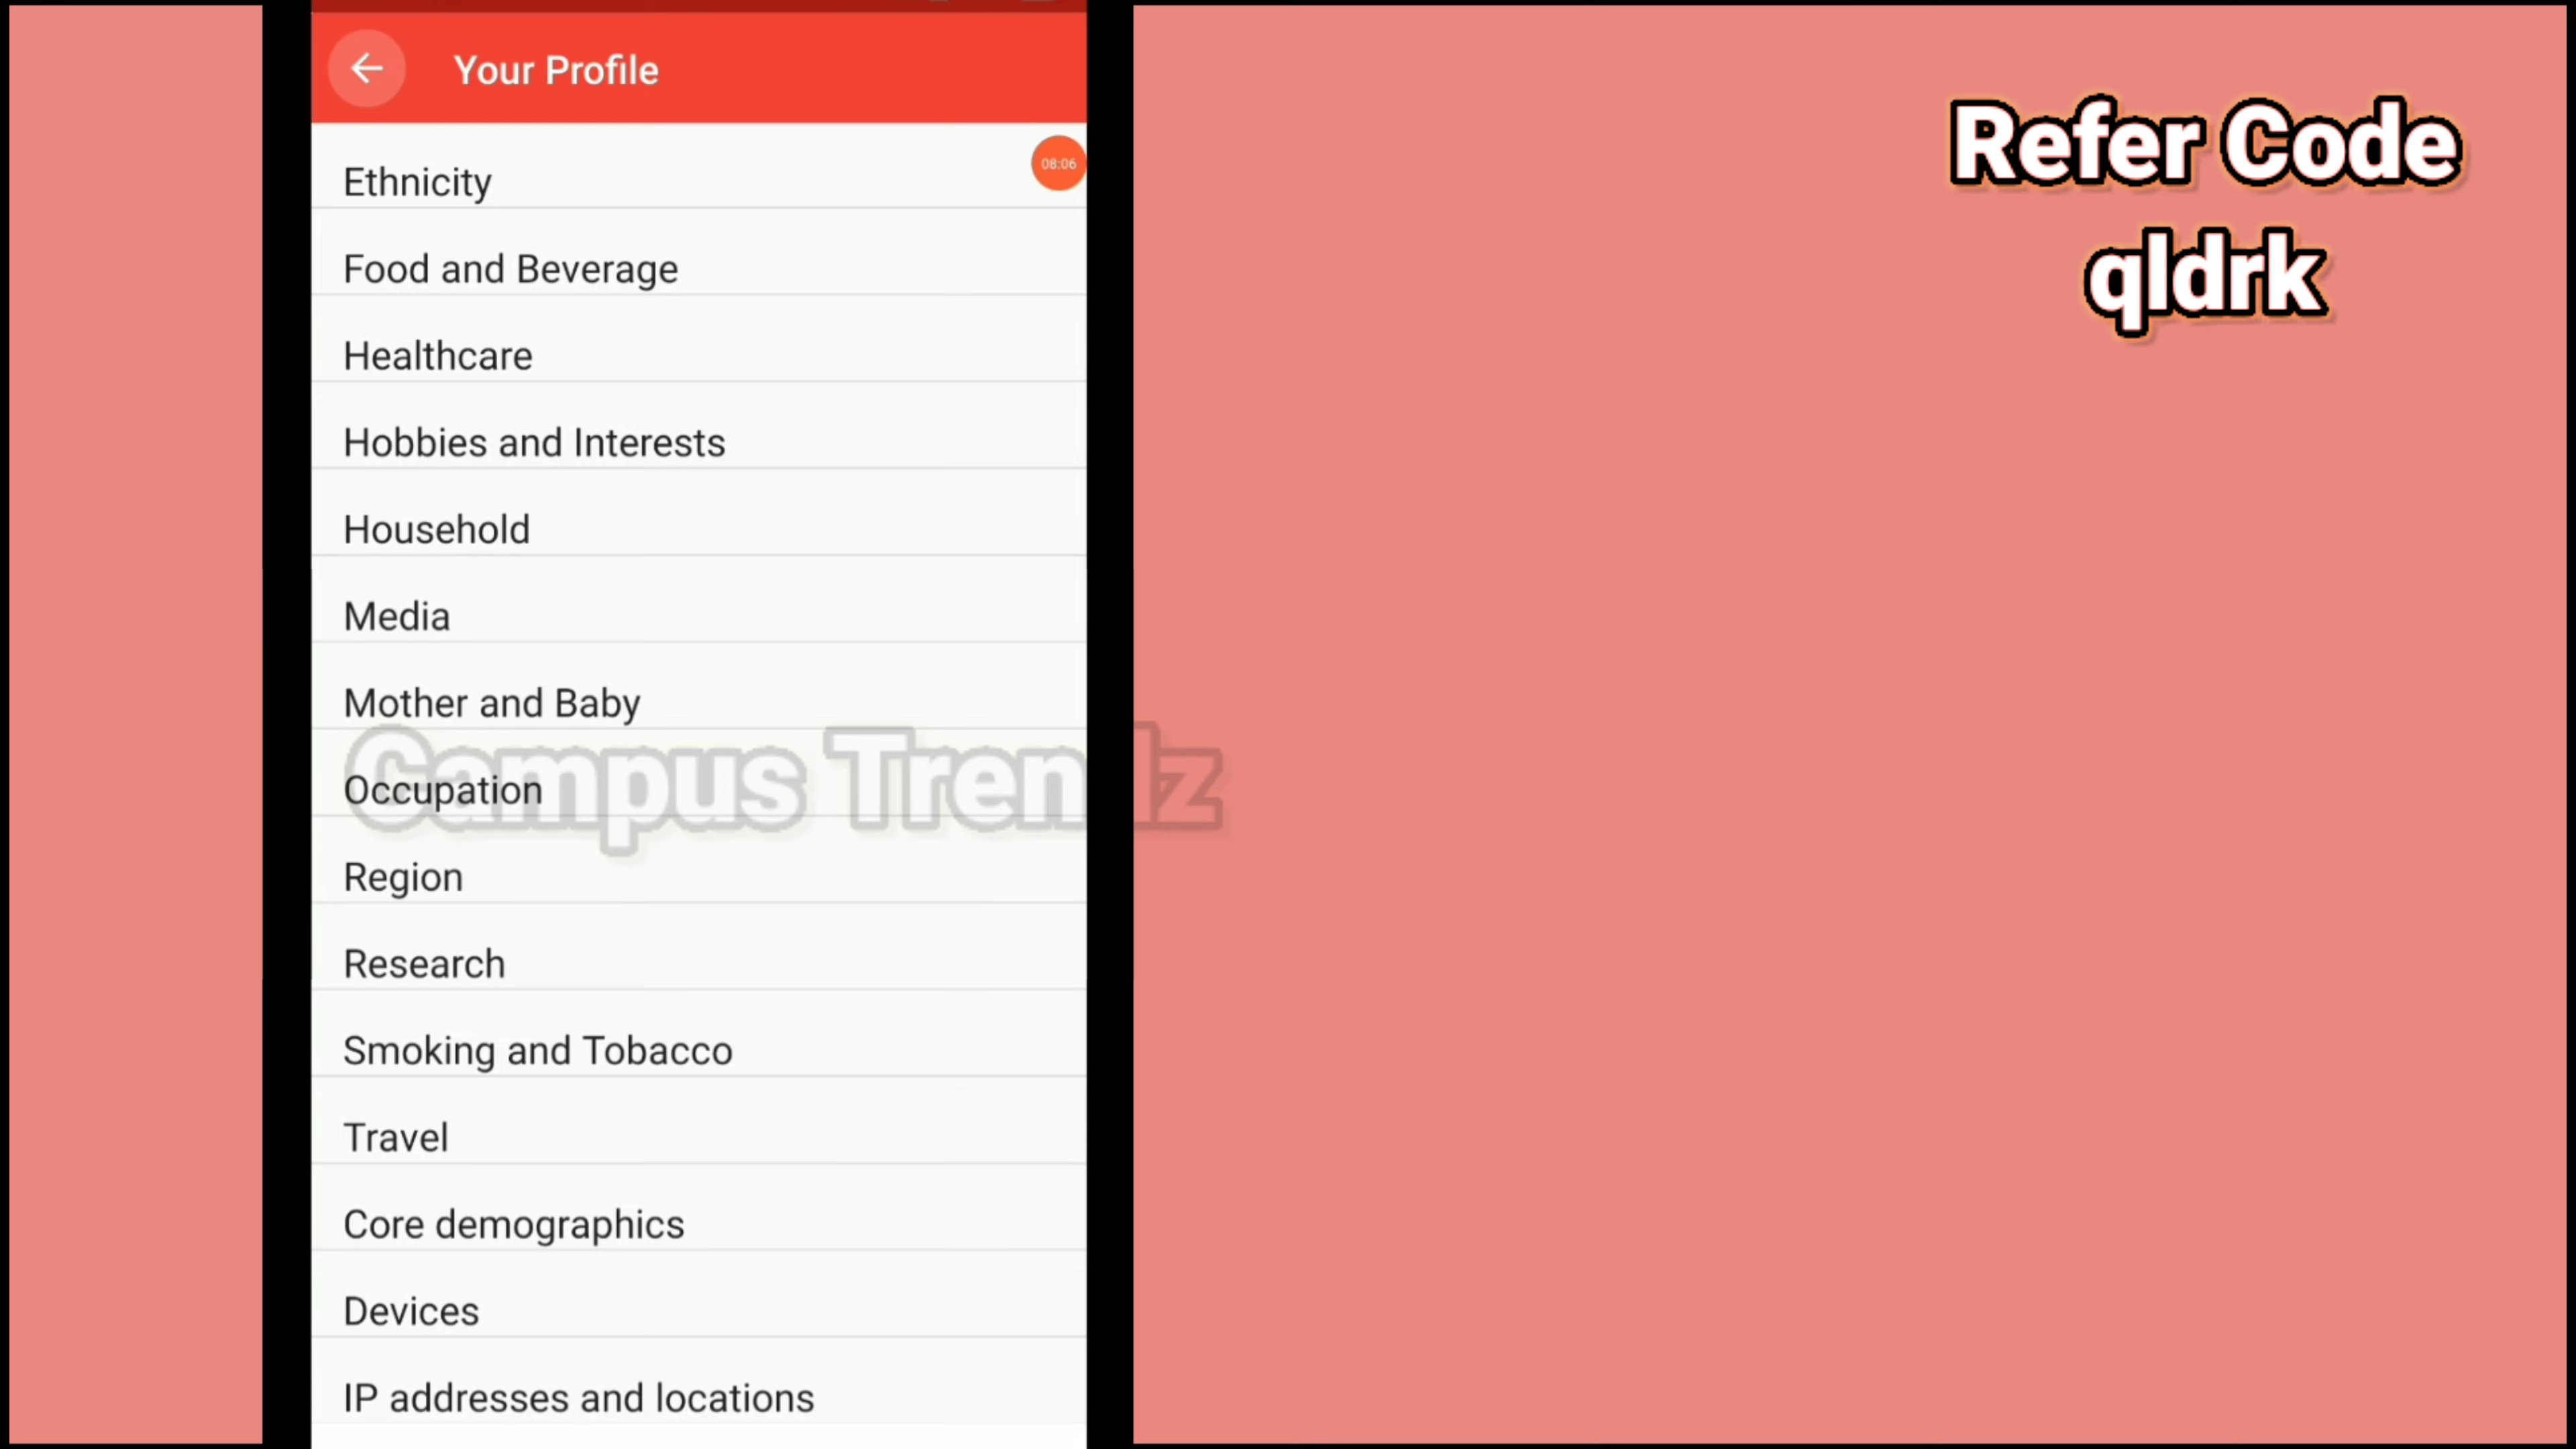 Your Profile
08:06
Ethnicity
Food and Beverage
Healthcare
Hobbies and Interests
Household
Media
Mother and Baby
Campus Trendz
Occupation
Region
Research
Smoking and Tobacco
Travel
Core demographics
Devices
IP addresses and locations
Refer Code
qldrk